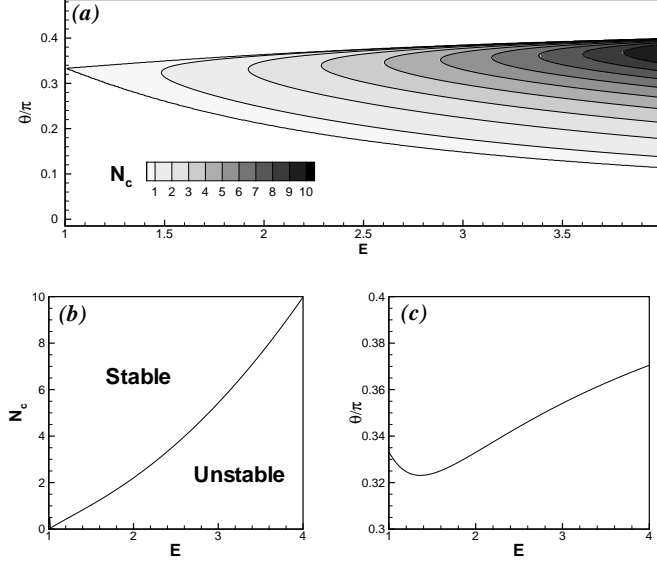 (a)
0.4
0.3
0.2
0.1
0
θ/π
N_c
1 2 3 4 5 6 7 8 9 10
1 1.5 2 2.5 3 3.5
E
(b)
10
8
6
4
2
0
N_c
Stable
Unstable
1 2 3 4
E
(c)
0.4
0.38
0.36
0.34
0.32
0.3
θ/π
1 2 3 4
E